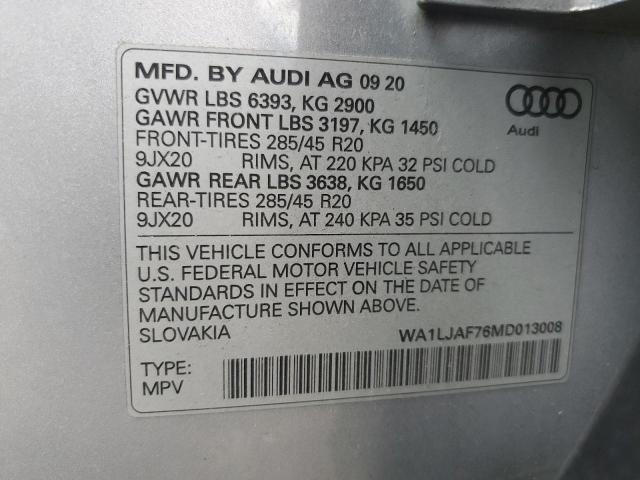 MFD. BY AUDI AG 09 20
GVWR LBS 6393, KG 2900
GAWR FRONT LBS 3197, KG 1450
FRONT-TIRES 285/45 R20
9JX20 RIMS, AT 220 KPA 32 PSI COLD
GAWR REAR LBS 3638, KG 1650
REAR-TIRES 285/45 R20
9JX20 RIMS, AT 240 KPA 35 PSI COLD
Audi
THIS VEHICLE CONFORMS TO ALL APPLICABLE
U.S. FEDERAL MOTOR VEHICLE SAFETY
STANDARDS IN EFFECT ON THE DATE OF
MANUFACTURE SHOWN ABOVE.
SLOVAKIA WA1LJAF76MD013008
TYPE:
MPV